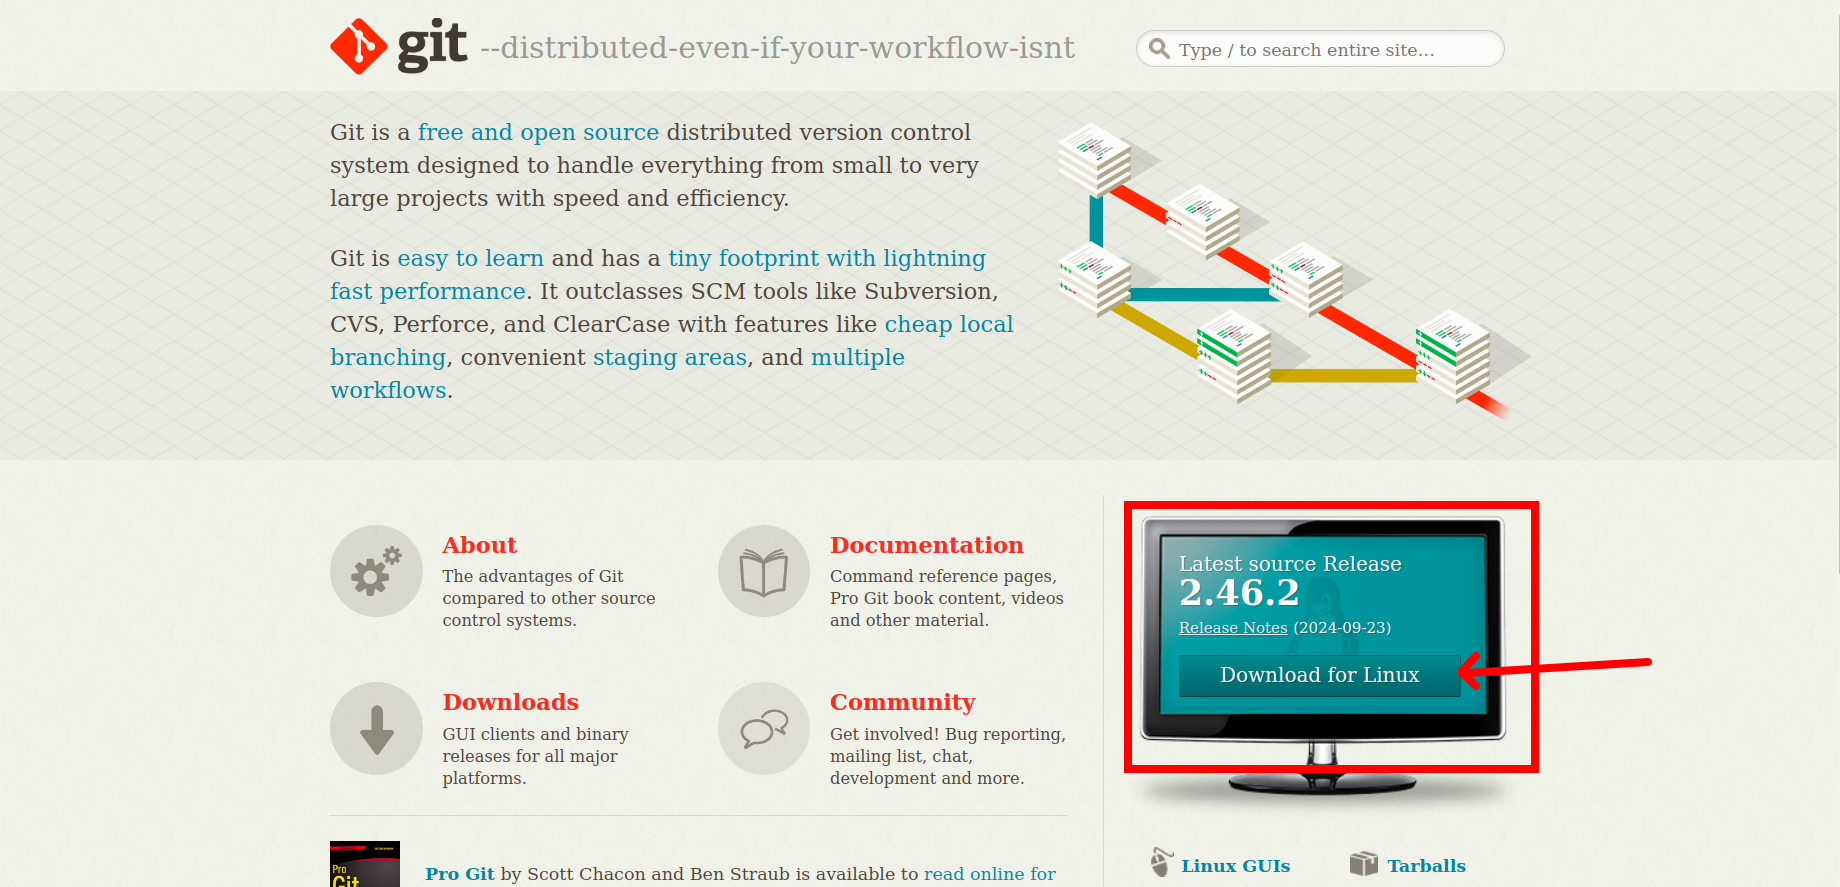 git --distributed-even-if-your-workflow-isnt
Type / to search entire site...
Git is a free and open source distributed version control
system designed to handle everything from small to very
large projects with speed and efficiency.
Git is easy to learn and has a tiny footprint with lightning
fast performance. It outclasses SCM tools like Subversion,
CVS, Perforce, and ClearCase with features like cheap local
branching, convenient staging areas, and multiple
workflows.
About
The advantages of Git
compared to other source
control systems.
Documentation
Command reference pages,
Pro Git book content, videos
and other material.
Downloads
GUI clients and binary
releases for all major
platforms.
Community
Get involved! Bug reporting,
mailing list, chat,
development and more.
Latest source Release
2.46.2
Release Notes (2024-09-23)
Download for Linux
Pro
Git
Pro Git by Scott Chacon and Ben Straub is available to read online for
Linux GUIs
Tarballs